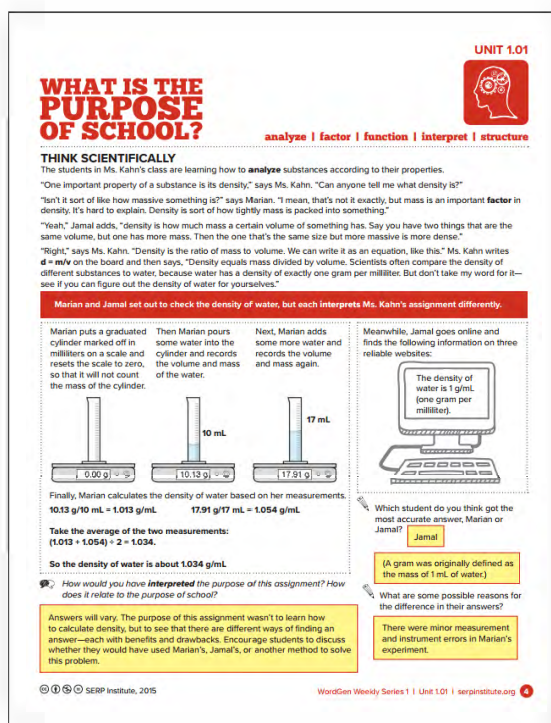 UNIT 1.01
WHAT IS THE
PURPOSE
OF SCHOOL?
analyze | factor | function | interpret | structure
THINK SCIENTIFICALLY
The students in Ms. Kahn's class are learning how to analyze substances according to their properties.
"One important property of a substance is its density," says Ms. Kahn. "Can anyone tell me what density is?"
"Isn't it sort of like how massive something is?" says Marian. "I mean, that's not it exactly, but mass is an important factor in
density. It's hard to explain. Density is sort of how tightly mass is packed into something."
"Yeah," Jamal adds, "density is how much mass a certain volume of something has. Say you have two things that are the
same volume, but one has more mass. Then the one that's the same size but more massive is more dense."
"Right," says Ms. Kahn. "Density is the ratio of mass to volume. We can write it as an equation, like this." Ms. Kahn writes
d = m/v on the board and then says, "Density equals mass divided by volume. Scientists often compare the density of
different substances to water, because water has a density of exactly one gram per milliliter. But don't take my word for it—
see if you can figure out the density of water for yourselves."
Marian and Jamal set out to check the density of water, but each interprets Ms. Kahn's assignment differently.
Marian puts a graduated
cylinder marked off in
milliliters on a scale and
resets the scale to zero,
so that it will not count
the mass of the cylinder.
Then Marian pours
some water into the
cylinder and records
the volume and mass
of the water.
Next, Marian adds
some more water and
records the volume
and mass again.
10 mL
17 mL
0.00 g
10.13 g
17.91 g
Finally, Marian calculates the density of water based on her measurements.
10.13 g/10 mL = 1.013 g/mL 17.91 g/17 mL = 1.054 g/mL
Take the average of the two measurements:
(1.013 + 1.054) ÷ 2 = 1.034.
So the density of water is about 1.034 g/mL
How would you have interpreted the purpose of this assignment? How
does it relate to the purpose of school?
Answers will vary. The purpose of this assignment wasn't to learn how
to calculate density, but to see that there are different ways of finding an
answer—each with benefits and drawbacks. Encourage students to discuss
whether they would have used Marian's, Jamal's, or another method to solve
this problem.
Meanwhile, Jamal goes online and
finds the following information on three
reliable websites:
The density of
water is 1 g/mL
(one gram per
milliliter).
Which student do you think got the
most accurate answer, Marian or
Jamal?
Jamal
(A gram was originally defined as
the mass of 1 mL of water.)
What are some possible reasons for
the difference in their answers?
There were minor measurement
and instrument errors in Marian's
experiment.
SERP Institute, 2015
WordGen Weekly Series 1 | Unit 1.01 | serpinstitute.org 4